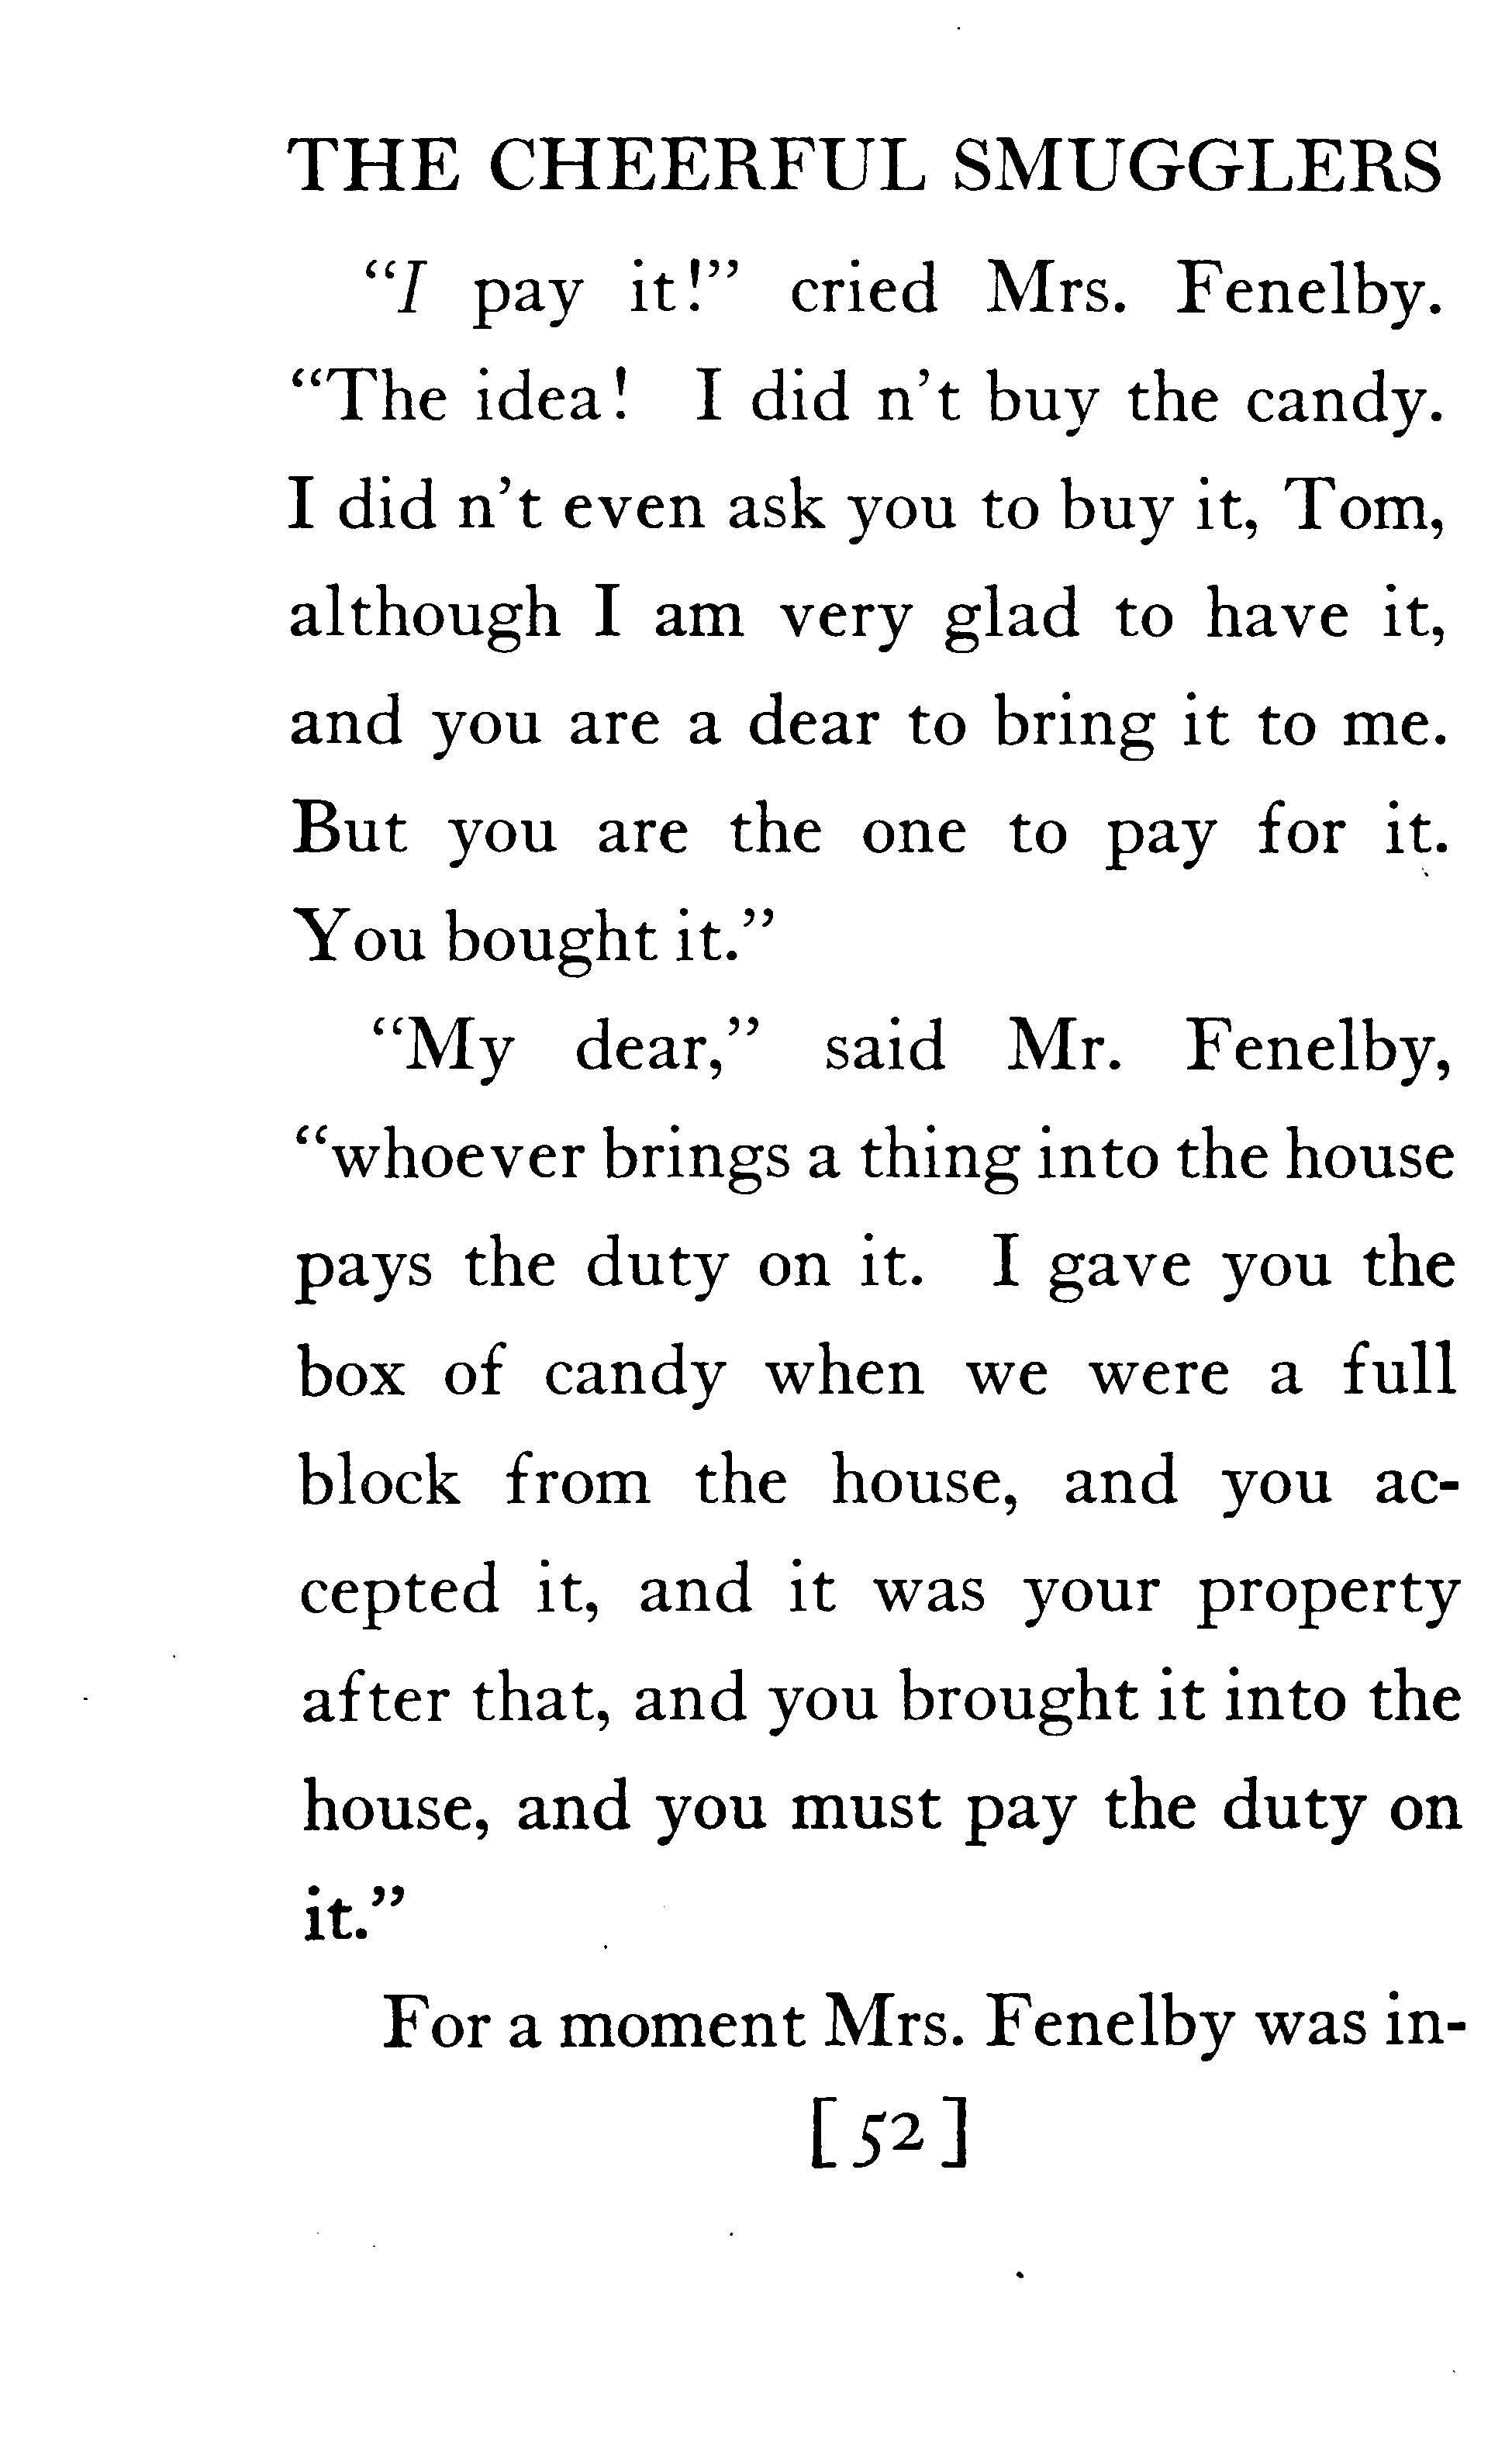 THE CHEERFUL SMUGGLERS
"I pay it!" cried Mrs. Fenelby.
"The idea! I did n't buy the candy.
I did n't even ask you to buy it, Tom,
although I am very glad to have it,
and you are a dear to bring it to me.
But you are the one to pay for it.
You bought it."
"My dear," said Mr. Fenelby,
"whoever brings a thing into the house
pays the duty on it. I gave you the
box of candy when we were a full
block from the house, and you ac-
cepted it, and it was your property
after that, and you brought it into the
house, and you must pay the duty on
it."
For a moment Mrs. Fenelby was in-
[52]